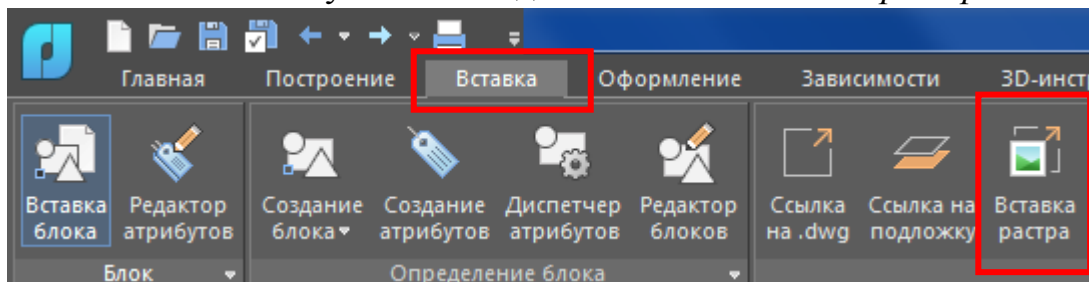 Главная Построение Вставка Оформление Зависимости 3D-инст
Вставка блока
Редактор атрибутов
Создание блока
Создание атрибутов
Диспетчер атрибутов
Редактор блоков
Ссылка на .dwg
Ссылка на подложку
Вставка растра
Блок
Определение блока